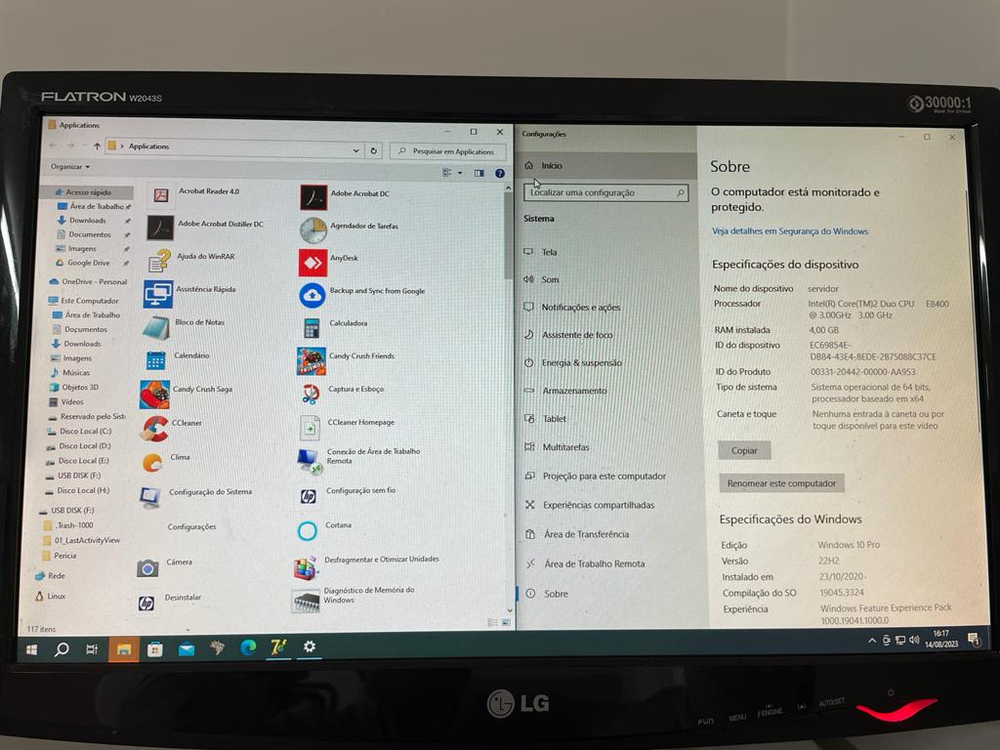 FLATRON W2043S
30000:1
Digital Fine Contrast
Applications
Applications
Pesquisar em Applications
Organizar
Acesso rápido
Área de Trabalho
Downloads
Documentos
Imagens
Google Drive
OneDrive - Personal
Este Computador
Área de Trabalho
Documentos
Downloads
Imagens
Músicas
Objetos 3D
Vídeos
Reservado pelo Sist
Disco Local (C:)
Disco Local (D:)
Disco Local (E:)
USB DISK (F:)
Disco Local (H:)
USB DISK (F:)
.Trash-1000
01_LastActivityView
Pericia
Rede
Linux
117 itens
Acrobat Reader 4.0
Adobe Acrobat DC
Adobe Acrobat Distiller DC
Agendador de Tarefas
Ajuda do WinRAR
AnyDesk
Assistência Rápida
Backup and Sync from Google
Bloco de Notas
Calculadora
Calendário
Candy Crush Friends
Candy Crush Saga
Captura e Esboço
CCleaner
CCleaner Homepage
Clima
Conexão de Área de Trabalho
Remota
Configuração do Sistema
Configuração sem fio
Configurações
Cortana
Câmera
Desfragmentar e Otimizar Unidades
Desinstalar
Diagnóstico de Memória do
Windows
Configurações
Início
Localizar uma configuração
Sistema
Tela
Som
Notificações e ações
Assistente de foco
Energia & suspensão
Armazenamento
Tablet
Multitarefas
Projeção para este computador
Experiências compartilhadas
Área de Transferência
Área de Trabalho Remota
Sobre
Sobre
O computador está monitorado e
protegido.
Veja detalhes em Segurança do Windows
Especificações do dispositivo
Nome do dispositivo servidor
Processador Intel(R) Core(TM)2 Duo CPU E8400
@ 3.00GHz 3.00 GHz
RAM instalada 4,00 GB
ID do dispositivo EC69854E-
DB84-43E4-8EDE-2B75088C37CE
ID do Produto 00331-20442-00000-AA953
Tipo de sistema Sistema operacional de 64 bits,
processador baseado em x64
Caneta e toque Nenhuma entrada à caneta ou por
toque disponível para este vídeo
Copiar
Renomear este computador
Especificações do Windows
Edição Windows 10 Pro
Versão 22H2
Instalado em 23/10/2020
Compilação do SO 19045.3324
Experiência Windows Feature Experience Pack
1000.19041.1000.0
16:17
14/08/2023
1
LG
FUN MENU ƒ-ENGINE AUTO/SET